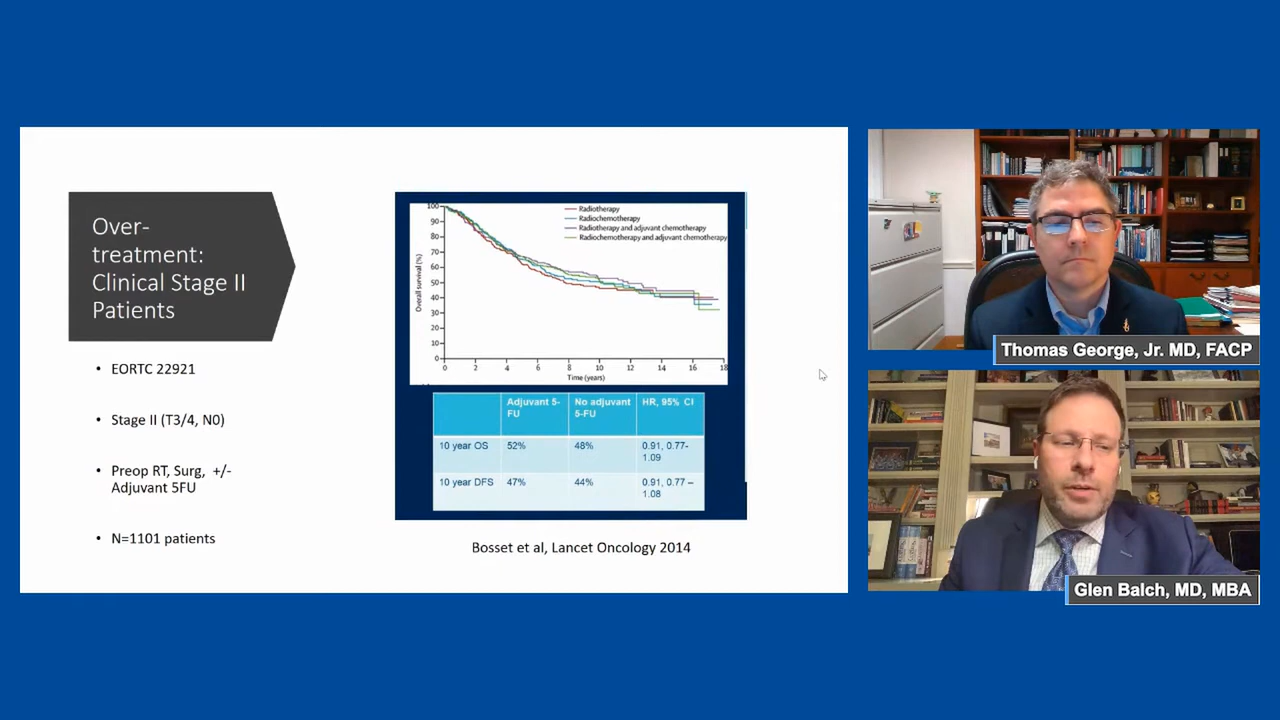 Over-
treatment:
Clinical Stage II
Patients
• EORTC 22921
• Stage II (T3/4, N0)
• Preop RT, Surg, +/-
Adjuvant 5FU
• N=1101 patients
Radiotherapy
Radiochemotherapy
Radiotherapy and adjuvant chemotherapy
Radiochemotherapy and adjuvant chemotherapy
Overall survival (%)
100
90
80
70
60
50
40
30
20
10
0
0 2 4 6 8 10 12 14 16 18
Time (years)
Adjuvant 5-FU No adjuvant 5-FU HR, 95% CI
10 year OS 52% 48% 0.91, 0.77-1.09
10 year DFS 47% 44% 0.91, 0.77 – 1.08
Bosset et al, Lancet Oncology 2014
Thomas George, Jr. MD, FACP
Glen Balch, MD, MBA